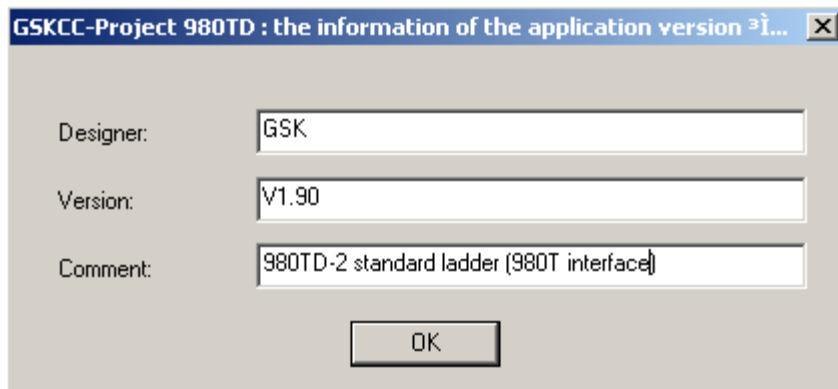 GSKCC-Project 980TD : the information of the application version ³Ì...
Designer: GSK
Version: V1.90
Comment: 980TD-2 standard ladder (980T interface)
OK